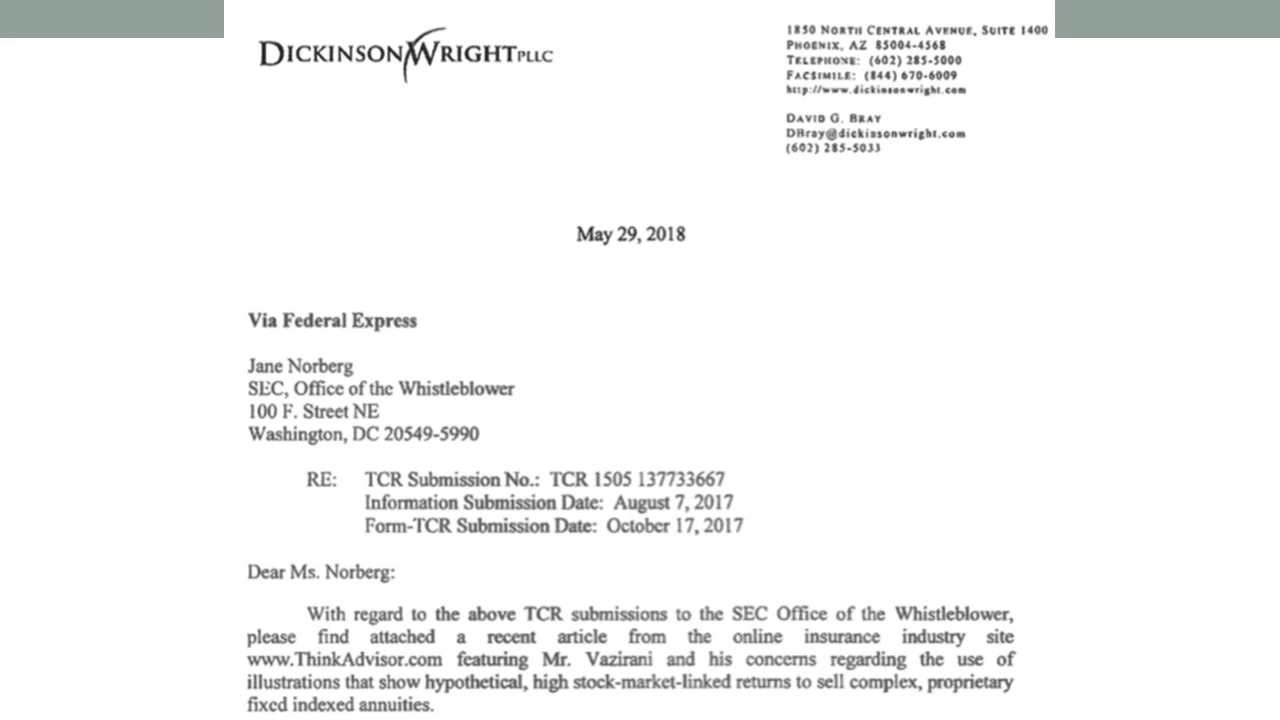 DICKINSON WRIGHT PLLC
1850 NORTH CENTRAL AVENUE, SUITE 1400
PHOENIX, AZ 85004-4568
TELEPHONE: (602) 285-5000
FACSIMILE: (844) 670-6009
http://www.dickinsonwright.com
DAVID G. BRAY
DBray@dickinsonwright.com
(602) 285-5033
May 29, 2018
Via Federal Express
Jane Norberg
SEC, Office of the Whistleblower
100 F. Street NE
Washington, DC 20549-5990
RE: TCR Submission No.: TCR 1505 137733667
Information Submission Date: August 7, 2017
Form-TCR Submission Date: October 17, 2017
Dear Ms. Norberg:
With regard to the above TCR submissions to the SEC Office of the Whistleblower,
please find attached a recent article from the online insurance industry site
www.ThinkAdvisor.com featuring Mr. Vazirani and his concerns regarding the use of
illustrations that show hypothetical, high stock-market-linked returns to sell complex, proprietary
fixed indexed annuities.